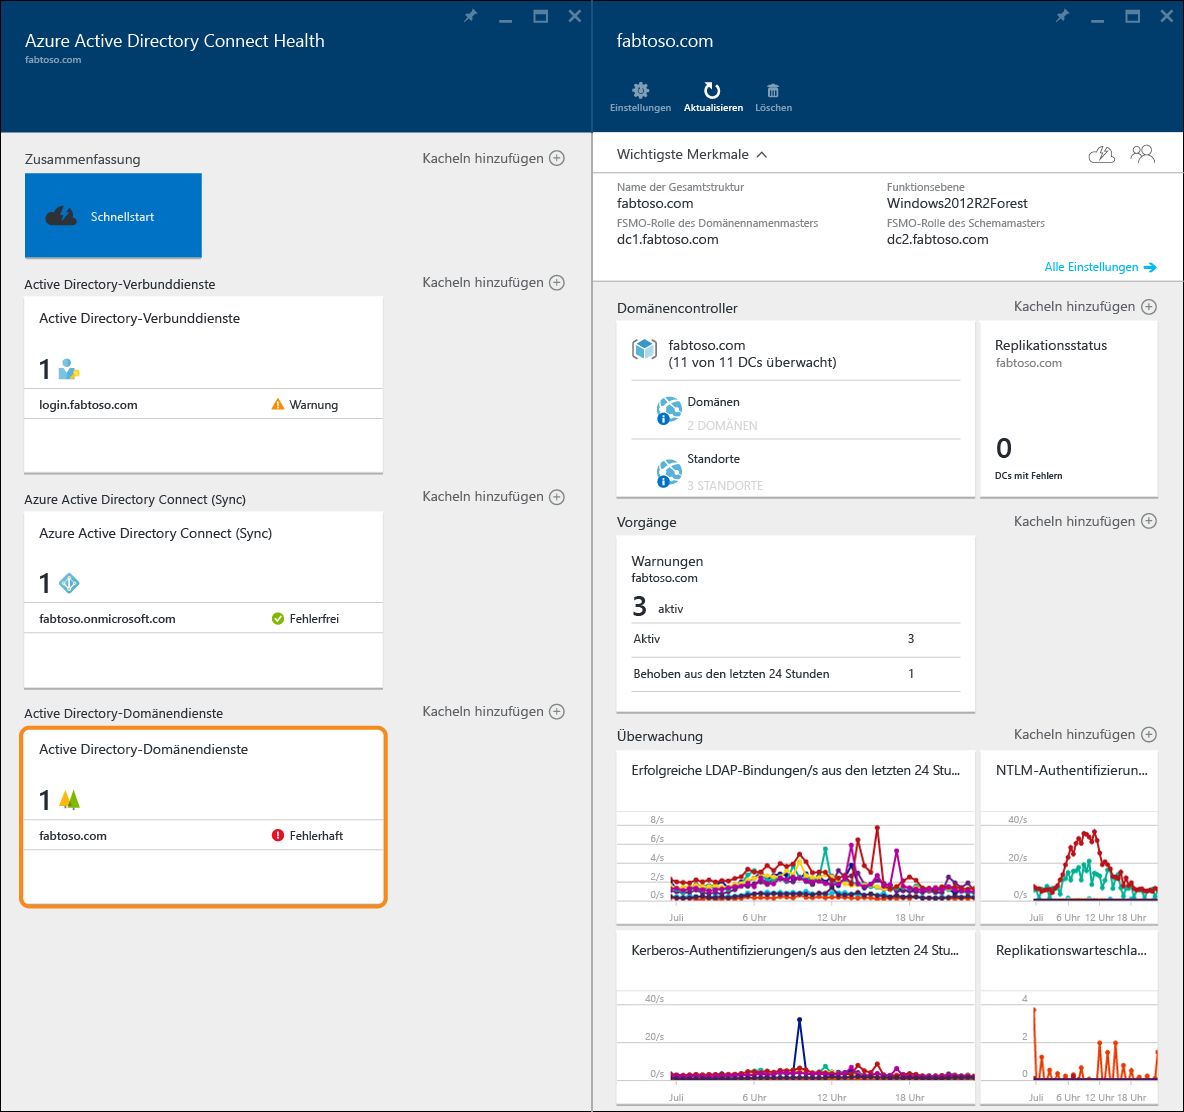 Azure Active Directory Connect Health
fabtoso.com
Zusammenfassung
Kacheln hinzufügen
Schnellstart
Active Directory-Verbunddienste
Kacheln hinzufügen
Active Directory-Verbunddienste
1
login.fabtoso.com Warnung
Azure Active Directory Connect (Sync)
Kacheln hinzufügen
Azure Active Directory Connect (Sync)
1
fabtoso.onmicrosoft.com Fehlerfrei
Active Directory-Domänendienste
Kacheln hinzufügen
Active Directory-Domänendienste
1
fabtoso.com Fehlerhaft
fabtoso.com
Einstellungen Aktualisieren Löschen
Wichtigste Merkmale
Name der Gesamtstruktur
fabtoso.com
FSMO-Rolle des Domänennamenmasters
dc1.fabtoso.com
Funktionsebene
Windows2012R2Forest
FSMO-Rolle des Schemamasters
dc2.fabtoso.com
Alle Einstellungen
Domänencontroller
Kacheln hinzufügen
fabtoso.com
(11 von 11 DCs überwacht)
Domänen
2 DOMÄNEN
Standorte
3 STANDORTE
Replikationsstatus
fabtoso.com
0
DCs mit Fehlern
Vorgänge
Kacheln hinzufügen
Warnungen
fabtoso.com
3 aktiv
Aktiv 3
Behoben aus den letzten 24 Stunden 1
Überwachung
Kacheln hinzufügen
Erfolgreiche LDAP-Bindungen/s aus den letzten 24 Stu...
8/s
6/s
4/s
2/s
0/s
Juli 6 Uhr 12 Uhr 18 Uhr
NTLM-Authentifizierun...
40/s
20/s
0/s
Juli 6 Uhr 12 Uhr 18 Uhr
Kerberos-Authentifizierungen/s aus den letzten 24 Stu...
40/s
20/s
0/s
Juli 6 Uhr 12 Uhr 18 Uhr
Replikationswarteschla...
4
2
0
Juli 6 Uhr 12 Uhr 18 Uhr